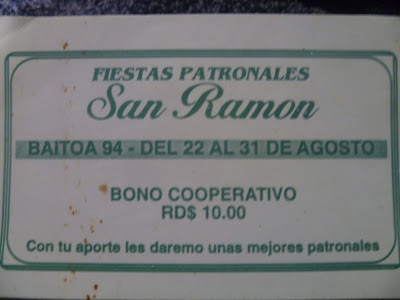 FIESTAS PATRONALES
San Ramon
BAITOA 94 - DEL 22 AL 31 DE AGOSTO
BONO COOPERATIVO
RD$ 10.00
Con tu aporte les daremo unas mejores patronales